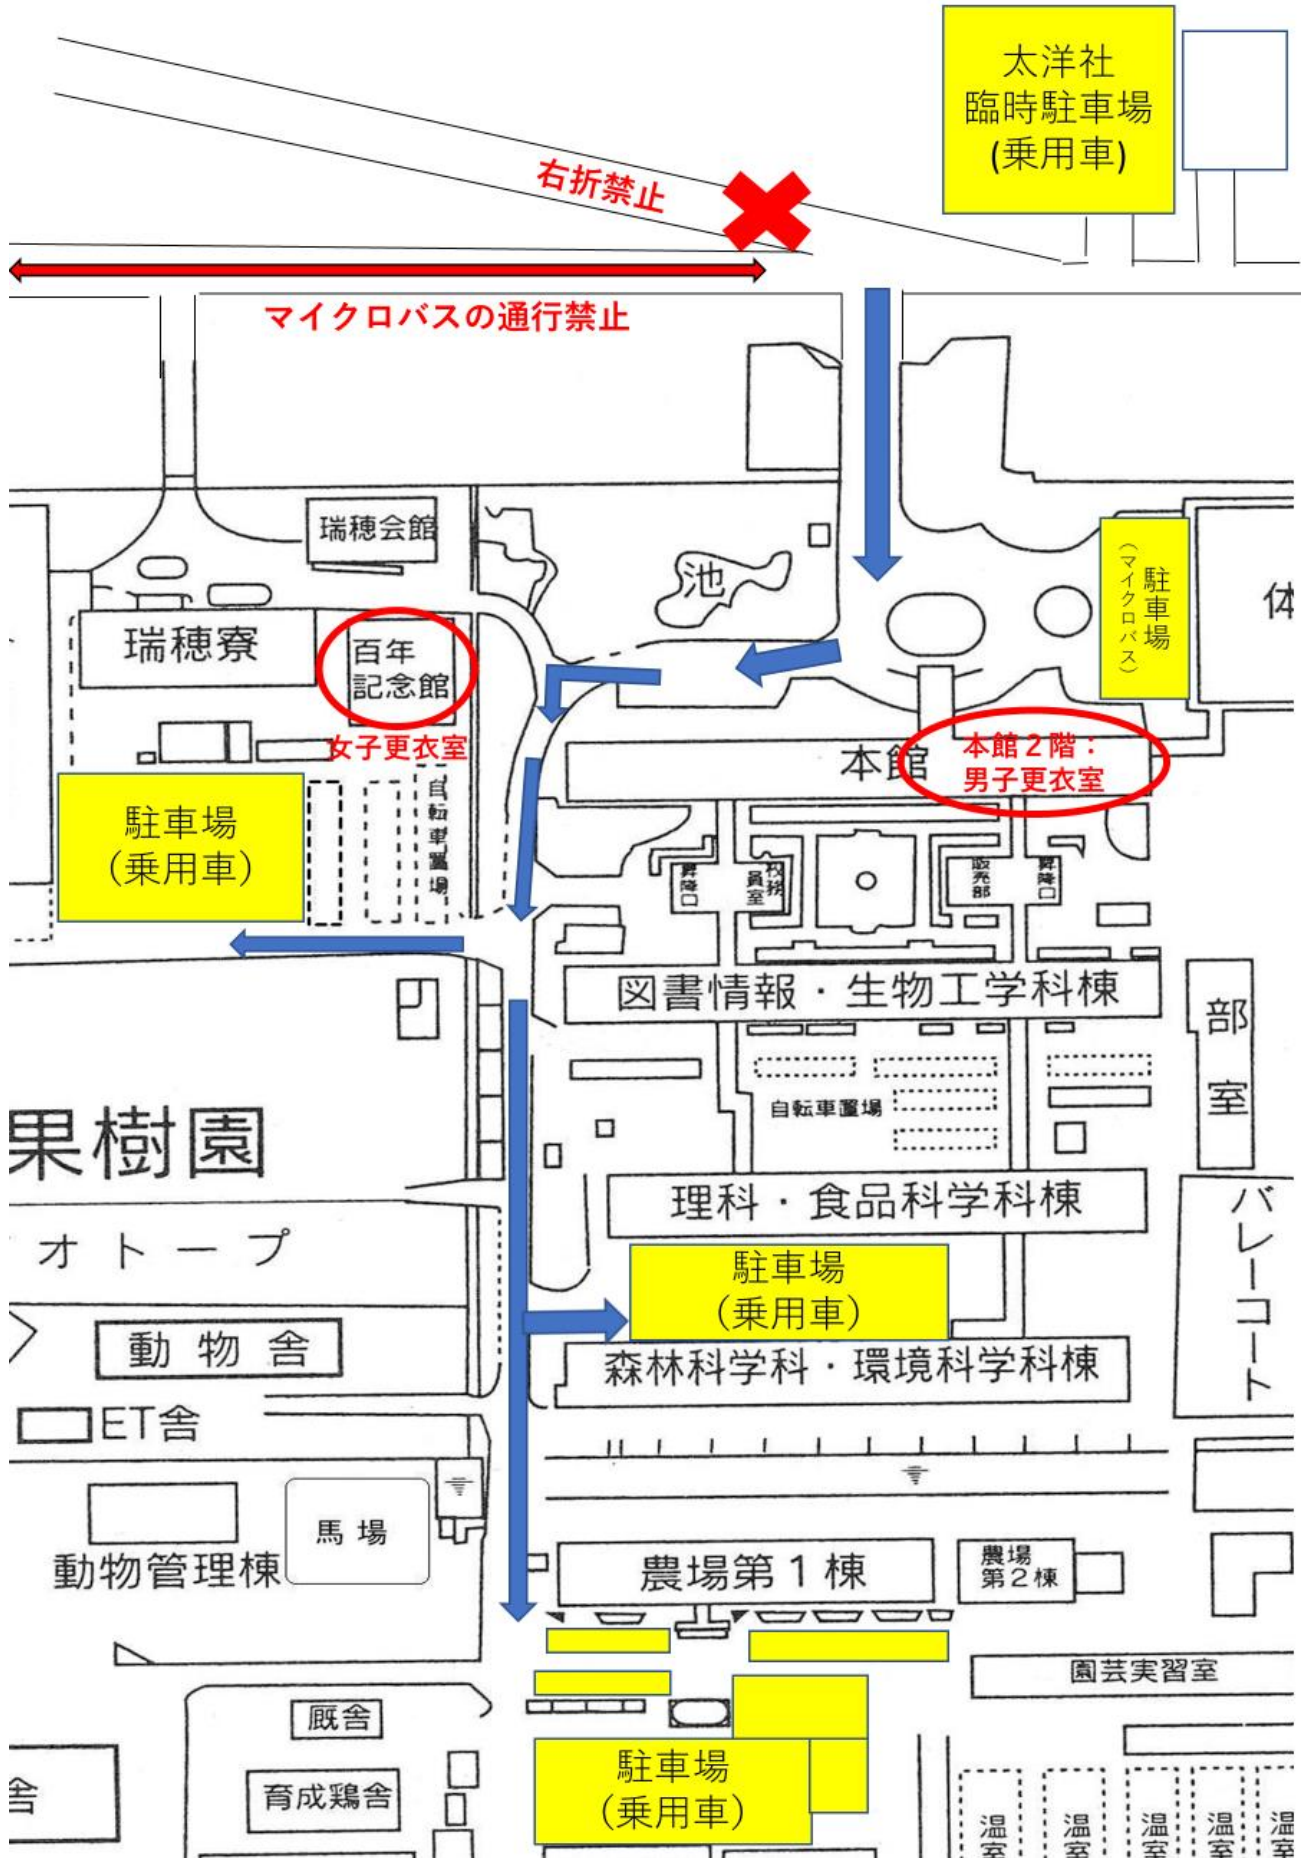 太洋社
臨時駐車場
(乗用車)
右折禁止
マイクロバスの通行禁止
瑞穂会館
池
駐車場
(マイクロバス)
体
瑞穂寮
百年
記念館
女子更衣室
本館
本館２階：
男子更衣室
駐車場
（乗用車）
自転車置場
昇降口
校務
員室
販売部
昇降口
図書情報・生物工学科棟
部室
自転車置場
果樹園
理科・食品科学科棟
オトープ
バレーコート
駐車場
（乗用車）
動物舎
森林科学科・環境科学科棟
ET舎
馬場
動物管理棟
農場第１棟
農場
第２棟
園芸実習室
厩舎
駐車場
（乗用車）
育成鶏舎
舎
温室
温室
温室
温室
温室